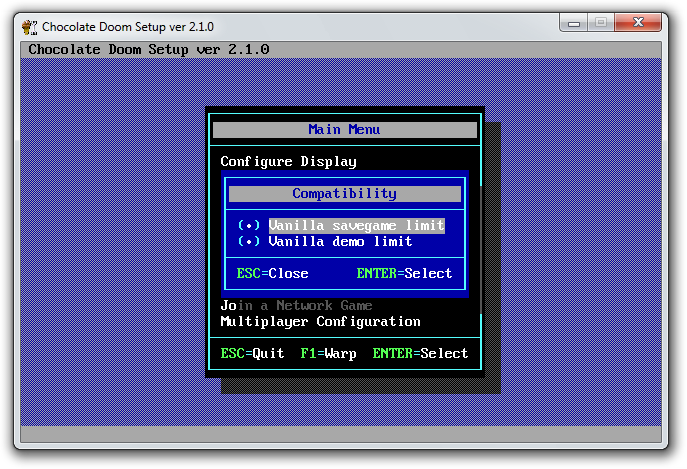 Chocolate Doom Setup ver 2.1.0
Chocolate Doom Setup ver 2.1.0
Main Menu
Configure Display
Compatibility
(•) Vanilla savegame limit
(•) Vanilla demo limit
ESC=Close ENTER=Select
Join a Network Game
Multiplayer Configuration
ESC=Quit F1=Warp ENTER=Select